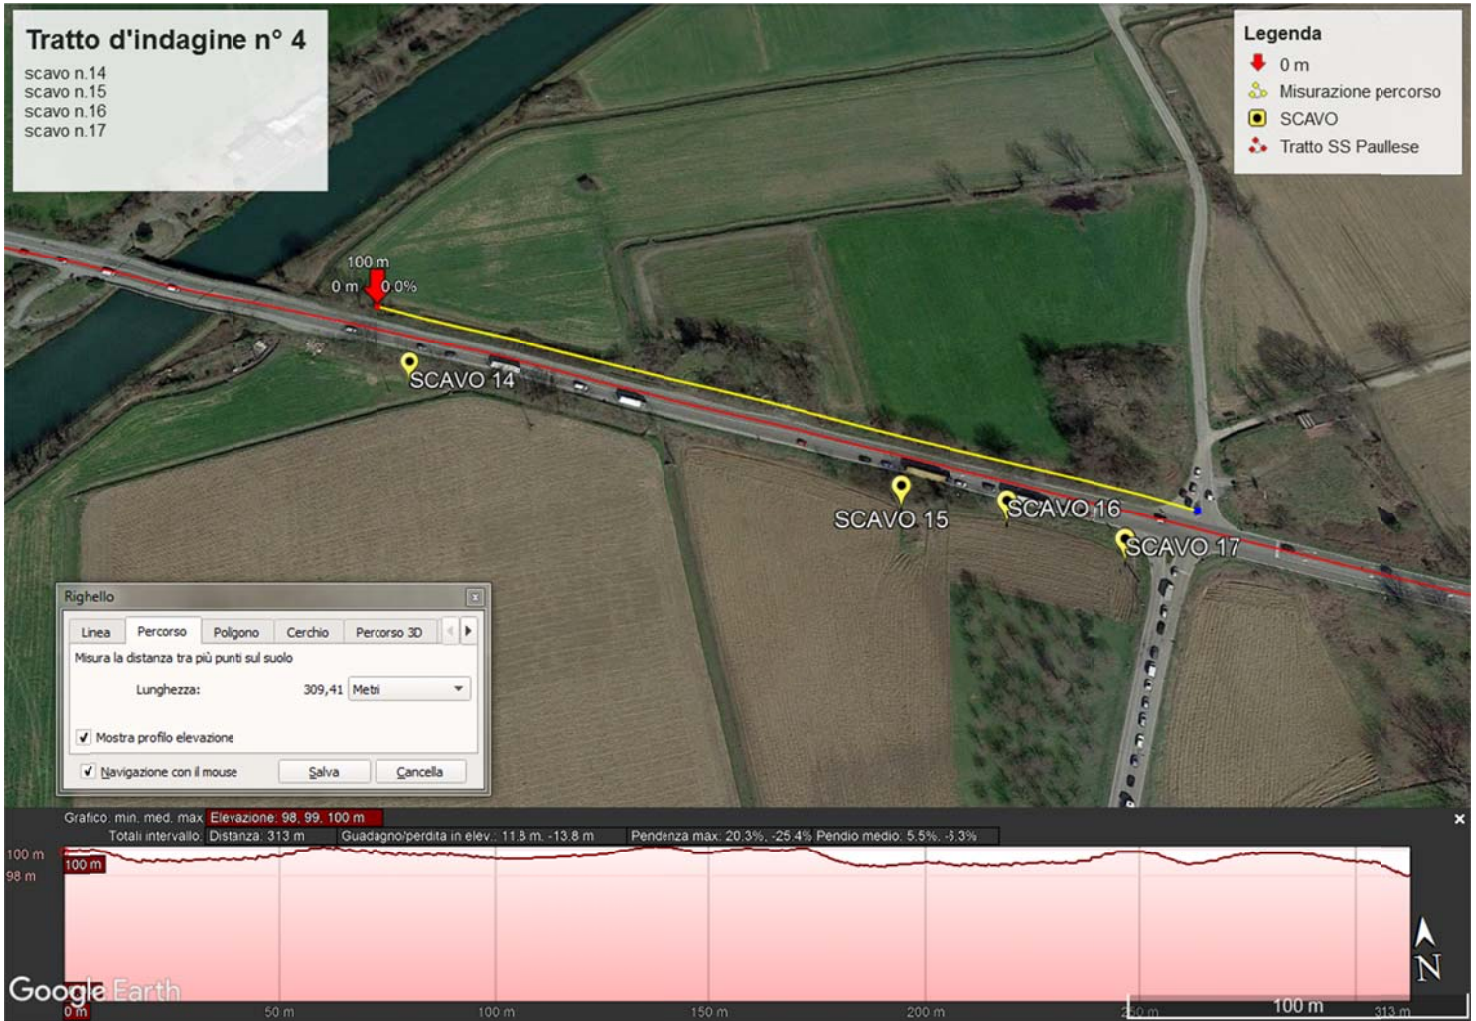 Tratto d'indagine n° 4
scavo n.14
scavo n.15
scavo n.16
scavo n.17
Legenda
0 m
Misurazione percorso
SCAVO
Tratto SS Paullese
100 m
0 m 0.0%
SCAVO 14
SCAVO 15
SCAVO 16
SCAVO 17
Righello
Linea Percorso Poligono Cerchio Percorso 3D
Misura la distanza tra più punti sul suolo
Lunghezza: 309,41 Metri
Mostra profilo elevazione
Navigazione con il mouse Salva Cancella
Grafico: min. med. max Elevazione: 98, 99, 100 m
Totali intervallo: Distanza: 313 m Guadagno/perdita in elev.: 11.8 m. -13.8 m Pendenza max: 20.3%, -25.4% Pendio medio: 5.5%. -6.3%
100 m
100 m
98 m
Google Earth
N
100 m
0 m 50 m 100 m 150 m 200 m 250 m 313 m